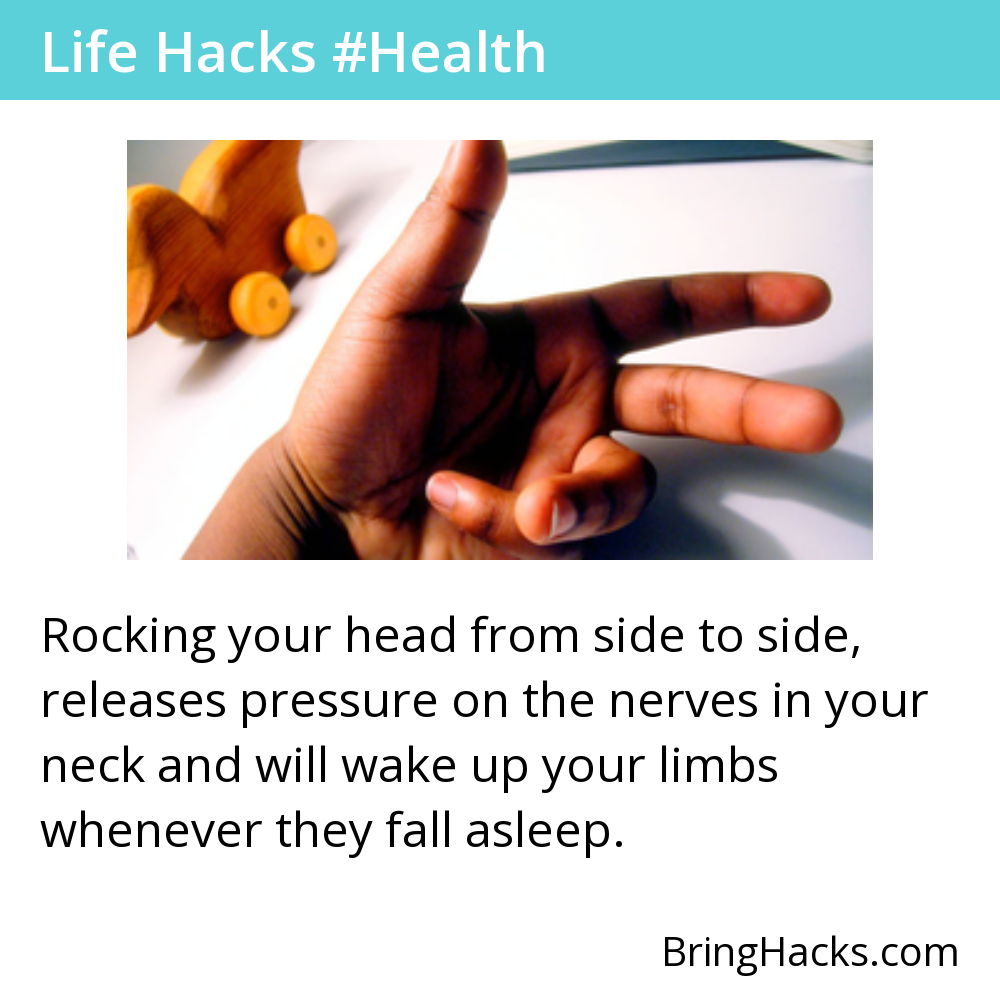 Life Hacks #Health
Rocking your head from side to side,
releases pressure on the nerves in your
neck and will wake up your limbs
whenever they fall asleep.
BringHacks.com